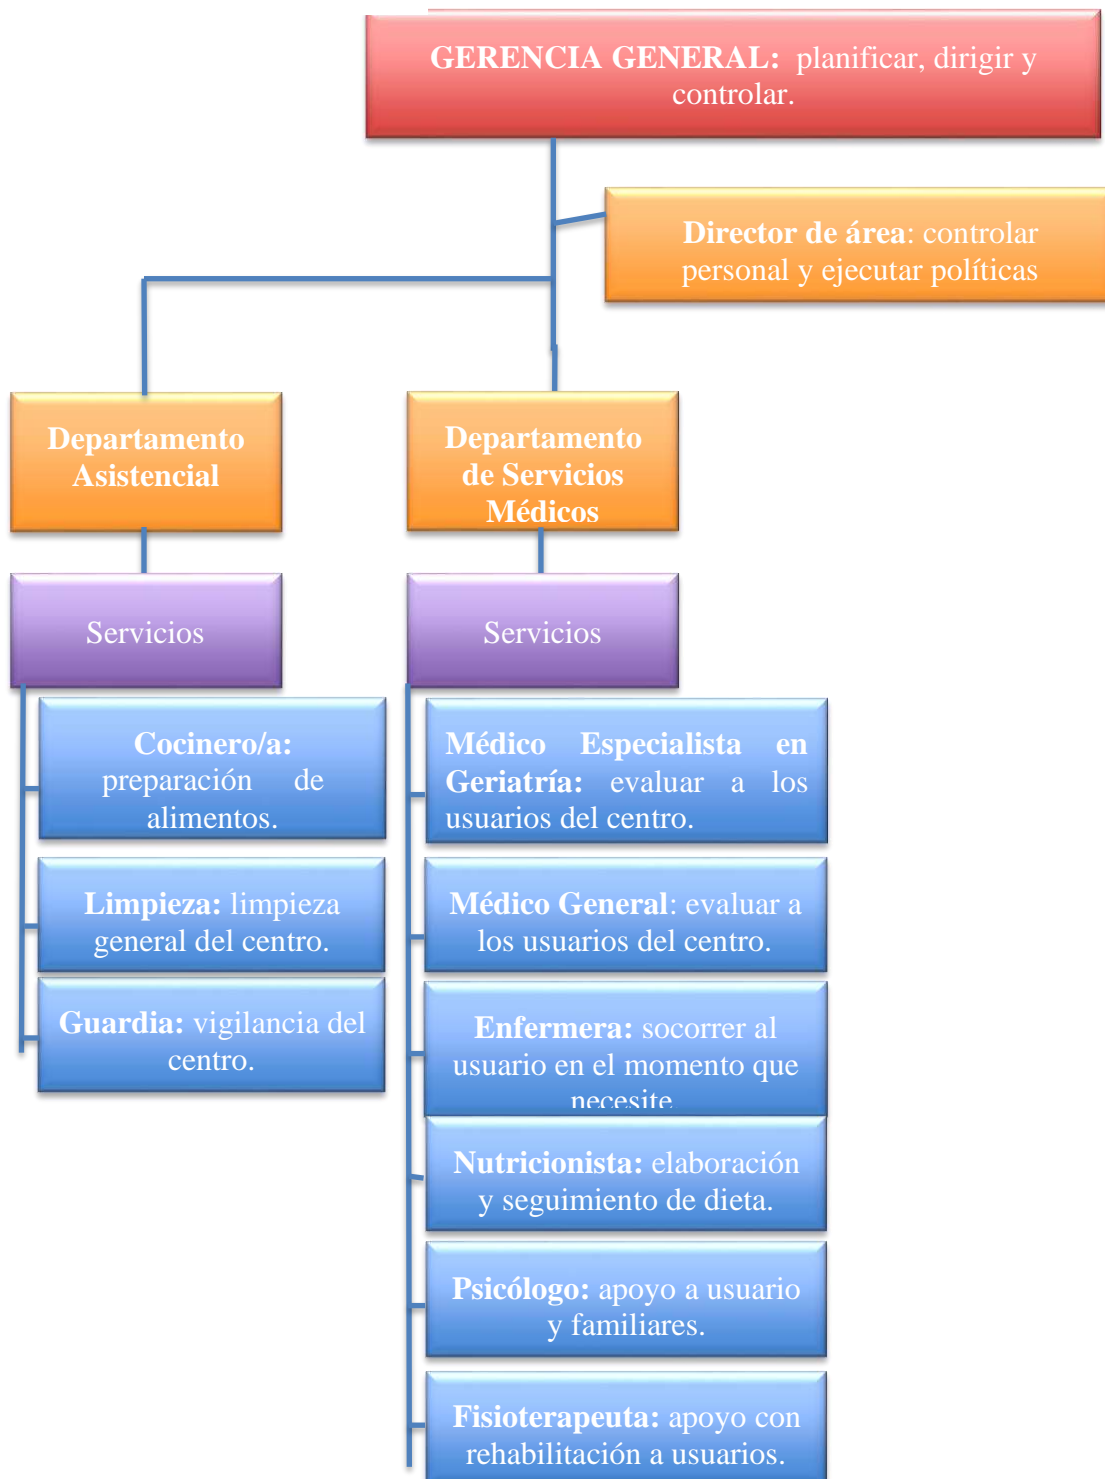 GERENCIA GENERAL: planificar, dirigir y
controlar.
Director de área: controlar
personal y ejecutar políticas
Departamento
Asistencial
Departamento
de Servicios
Médicos
Servicios
Servicios
Cocinero/a:
preparación de
alimentos.
Limpieza: limpieza
general del centro.
Guardia: vigilancia del
centro.
Médico Especialista en
Geriatría: evaluar a los
usuarios del centro.
Médico General: evaluar a
los usuarios del centro.
Enfermera: socorrer al
usuario en el momento que
necesite
Nutricionista: elaboración
y seguimiento de dieta.
Psicólogo: apoyo a usuario
y familiares.
Fisioterapeuta: apoyo con
rehabilitación a usuarios.